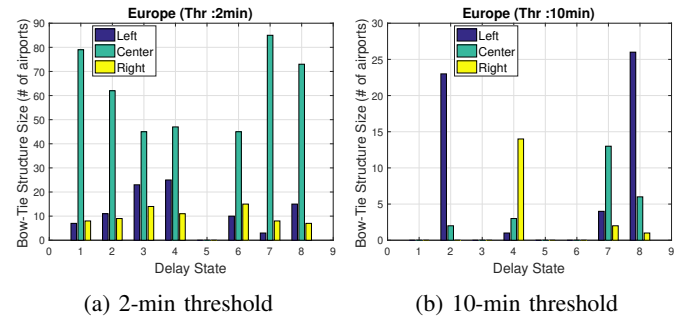 Europe (Thr :2min)
Bow-Tie Structure Size (# of airports)
90
80
70
60
50
40
30
20
10
0
Left
Center
Right
0 1 2 3 4 5 6 7 8 9
Delay State
(a) 2-min threshold
Europe (Thr :10min)
Bow-Tie Structure Size (# of airports)
30
25
20
15
10
5
0
Left
Center
Right
0 1 2 3 4 5 6 7 8 9
Delay State
(b) 10-min threshold